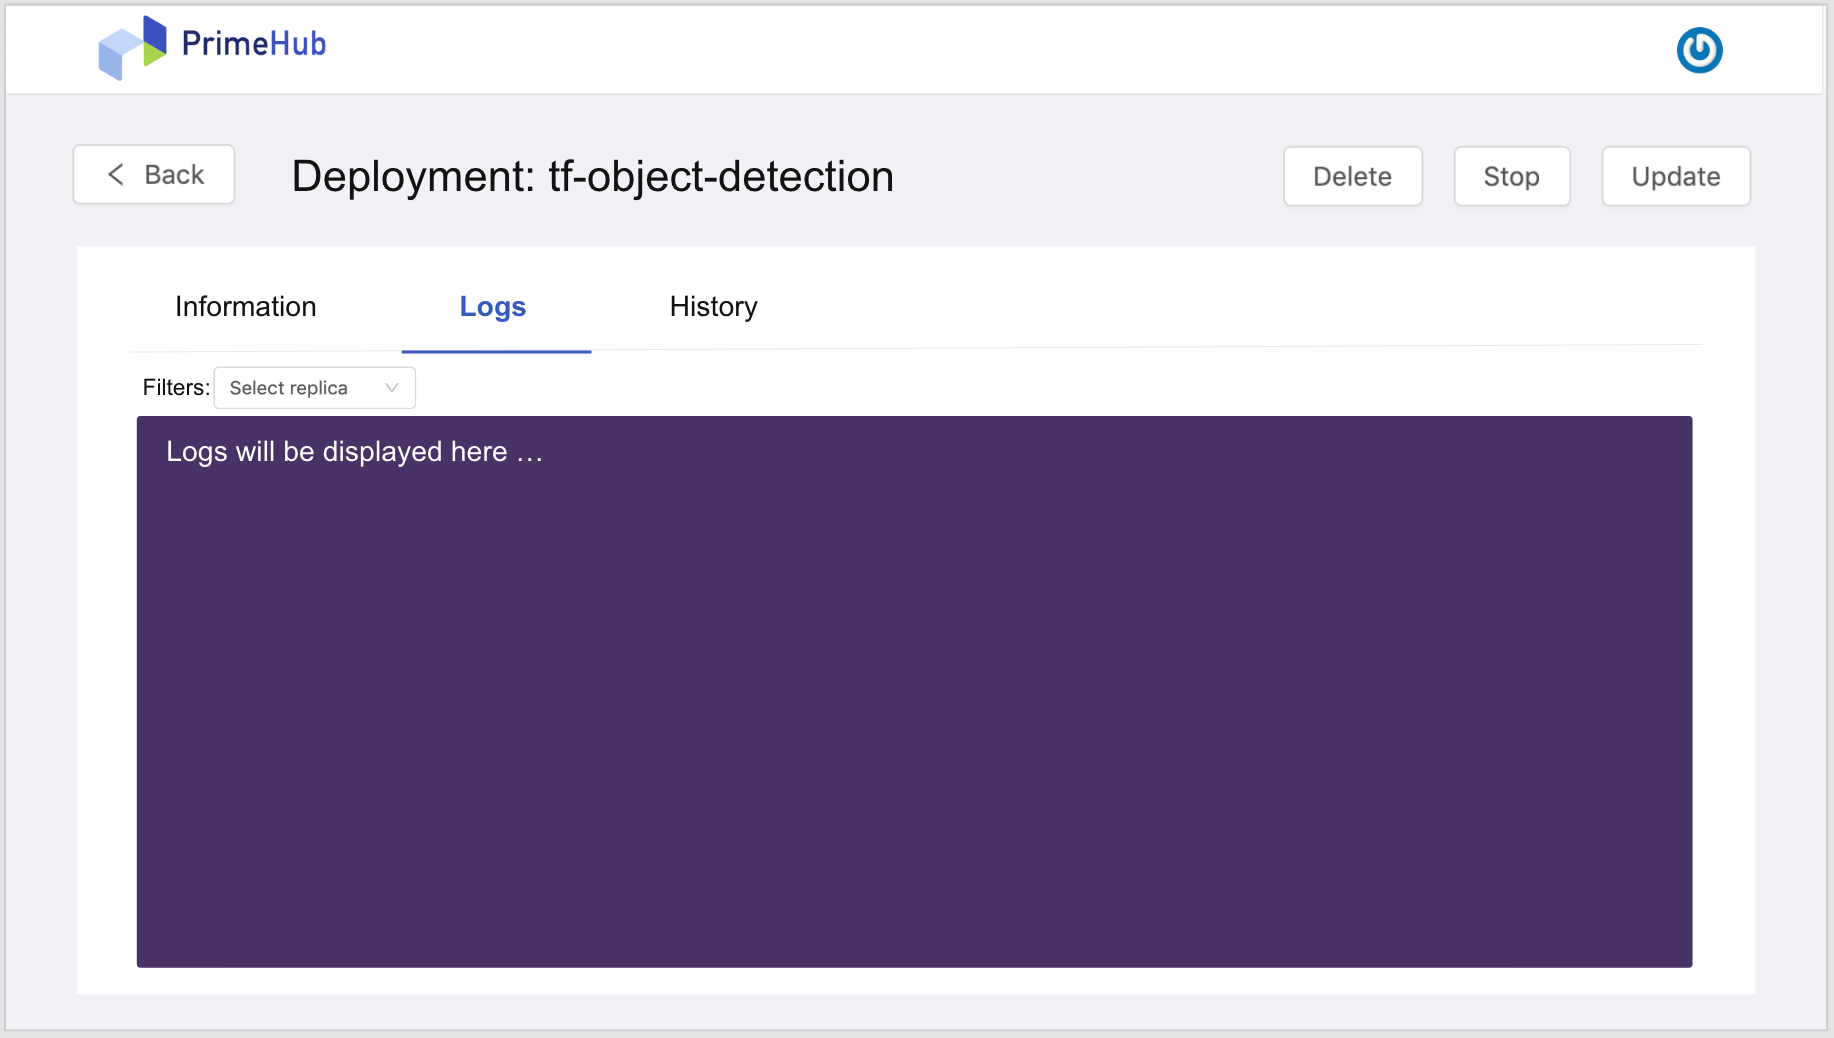 PrimeHub
Back
Deployment: tf-object-detection
Delete
Stop
Update
Information
Logs
History
Filters:
Select replica
Logs will be displayed here …